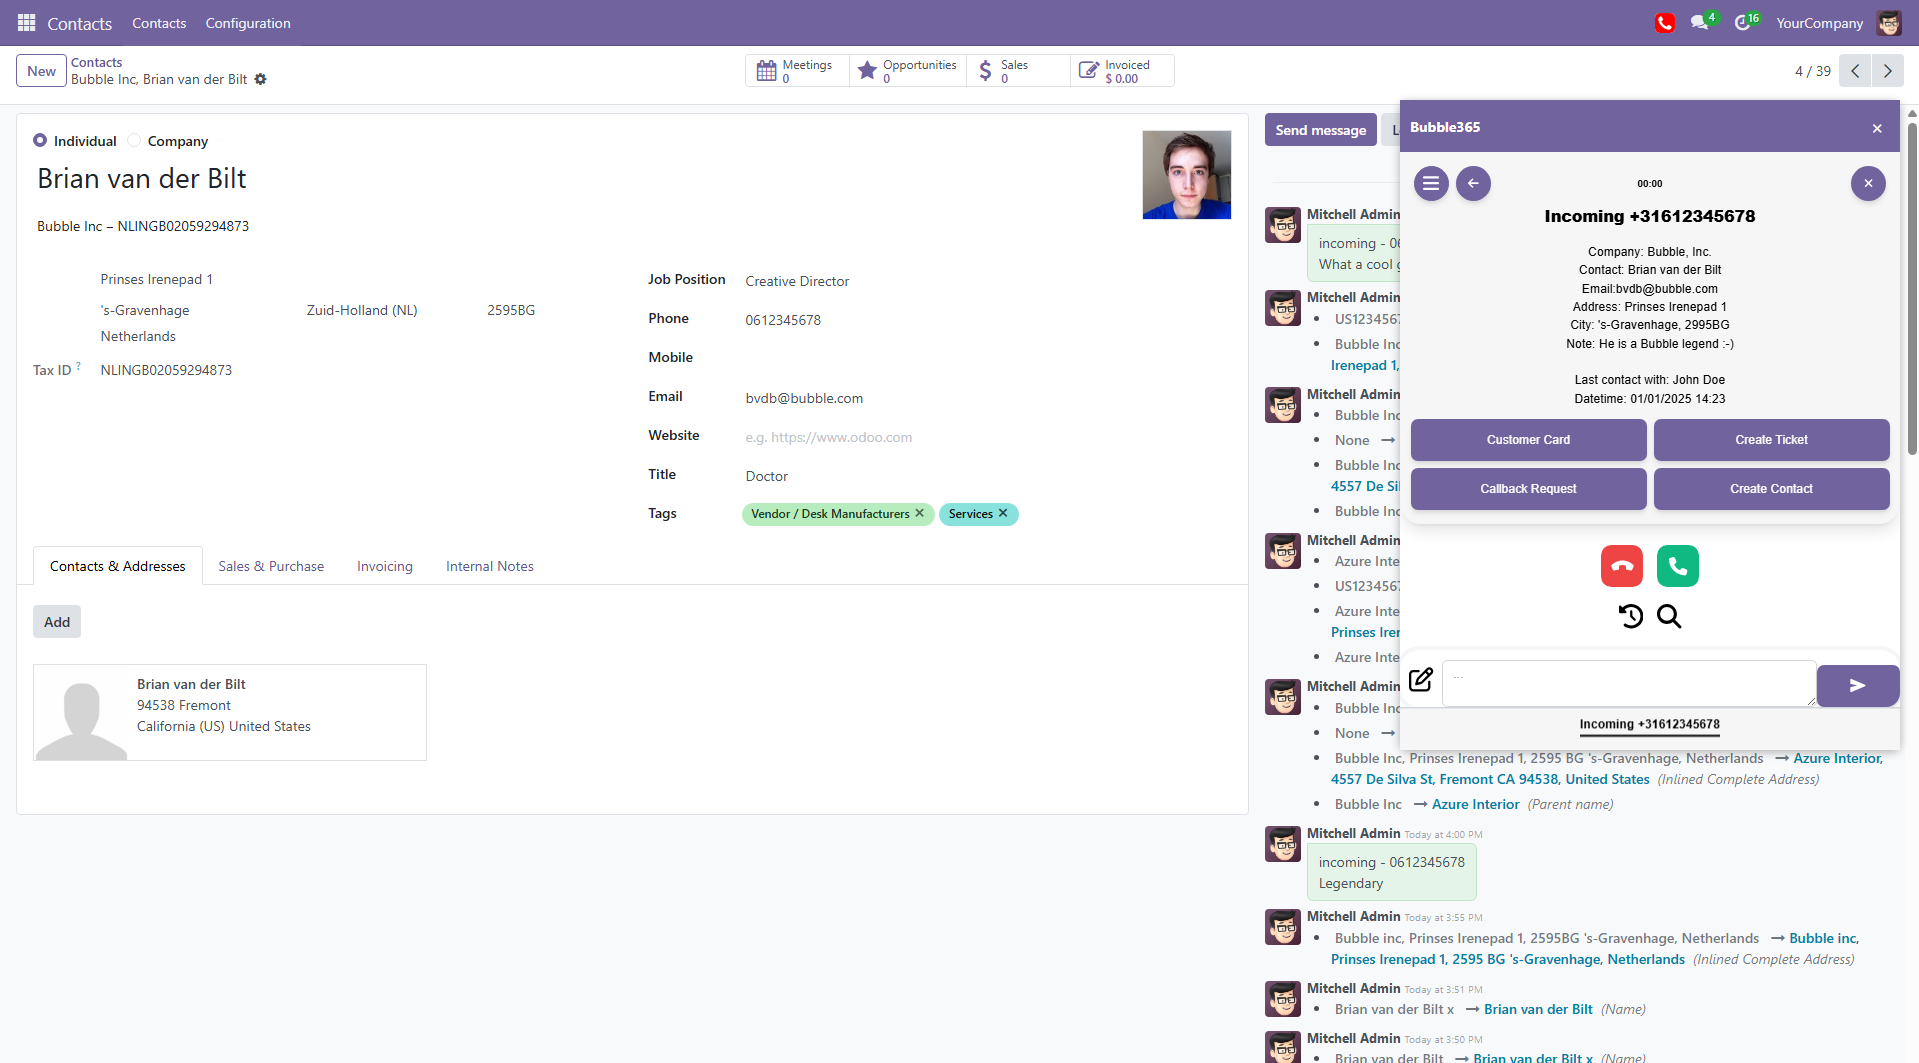 Contacts Contacts Configuration 4 16 YourCompany
New Contacts
Bubble Inc, Brian van der Bilt
Meetings 0 Opportunities 0 Sales 0 Invoiced $ 0.00
4 / 39
Individual Company
Brian van der Bilt
Bubble Inc – NLINGB02059294873
Prinses Irenepad 1
's-Gravenhage Zuid-Holland (NL) 2595BG
Netherlands
Tax ID ? NLINGB02059294873
Job Position Creative Director
Phone 0612345678
Mobile
Email bvdb@bubble.com
Website e.g. https://www.odoo.com
Title Doctor
Tags Vendor / Desk Manufacturers Services
Contacts & Addresses Sales & Purchase Invoicing Internal Notes
Add
Brian van der Bilt
94538 Fremont
California (US) United States
Send message
Mitchell Admin
incoming - 0
What a cool
Mitchell Admin
US1234567
Bubble Inc
Irenepad 1,
Mitchell Admin
Bubble Inc
None →
Bubble Inc
4557 De Sil
Bubble Inc
Mitchell Admin
Azure Inte
US1234567
Azure Inte
Prinses Iren
Azure Inte
Mitchell Admin
Bubble Inc
None →
Bubble Inc, Prinses Irenepad 1, 2595 BG 's-Gravenhage, Netherlands → Azure Interior,
4557 De Silva St, Fremont CA 94538, United States (Inlined Complete Address)
Bubble Inc → Azure Interior (Parent name)
Mitchell Admin Today at 4:00 PM
incoming - 0612345678
Legendary
Mitchell Admin Today at 3:55 PM
Bubble inc, Prinses Irenepad 1, 2595BG 's-Gravenhage, Netherlands → Bubble inc,
Prinses Irenepad 1, 2595 BG 's-Gravenhage, Netherlands (Inlined Complete Address)
Mitchell Admin Today at 3:51 PM
Brian van der Bilt x → Brian van der Bilt (Name)
Mitchell Admin Today at 3:50 PM
Brian van der Bilt → Brian van der Bilt x (Name)
Bubble365
00:00
Incoming +31612345678
Company: Bubble, Inc.
Contact: Brian van der Bilt
Email:bvdb@bubble.com
Address: Prinses Irenepad 1
City: 's-Gravenhage, 2995BG
Note: He is a Bubble legend :-)
Last contact with: John Doe
Datetime: 01/01/2025 14:23
Customer Card Create Ticket
Callback Request Create Contact
...
Incoming +31612345678